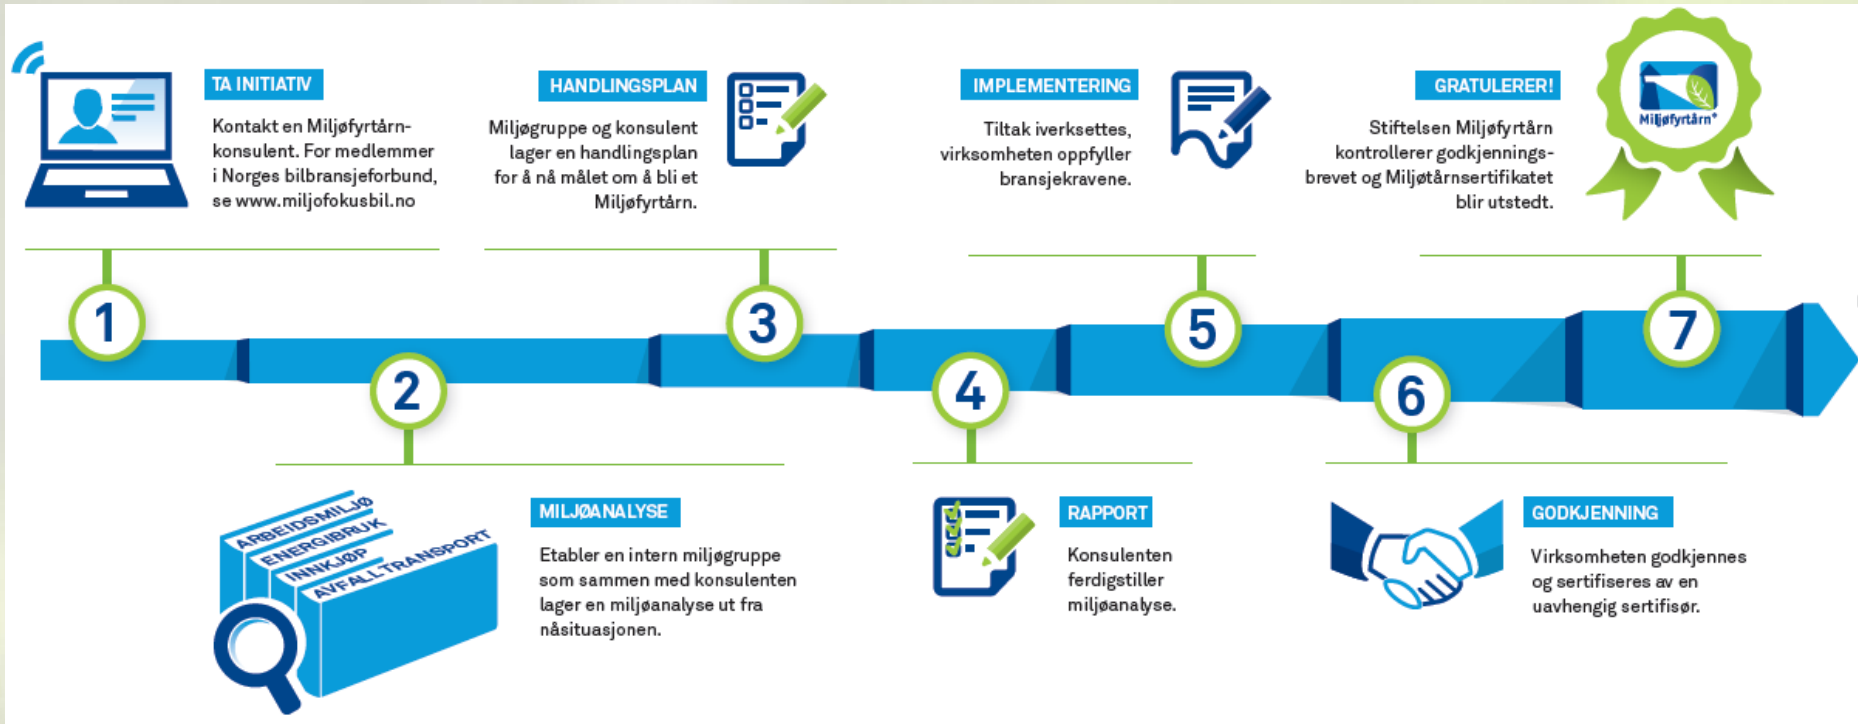 TA INITIATIV
Kontakt en Miljøfyrtårn-
konsulent. For medlemmer
i Norges bilbransjeforbund,
se www.miljofokusbil.no
1
MILJØANALYSE
Etabler en intern miljøgruppe
som sammen med konsulenten
lager en miljøanalyse ut fra
nåsituasjonen.
ARBEIDSMILJØ
ENERGIBRUK
INNKJØP
AVFALL TRANSPORT
2
HANDLINGSPLAN
Miljøgruppe og konsulent
lager en handlingsplan
for å nå målet om å bli et
Miljøfyrtårn.
3
RAPPORT
Konsulenten
ferdigstiller
miljøanalyse.
4
IMPLEMENTERING
Tiltak iverksettes,
virksomheten oppfyller
bransjekravene.
5
GODKJENNING
Virksomheten godkjennes
og sertifiseres av en
uavhengig sertifisør.
6
GRATULERER!
Stiftelsen Miljøfyrtårn
kontrollerer godkjennings-
brevet og Miljøtårnsertifikatet
blir utstedt.
Miljøfyrtårn
7